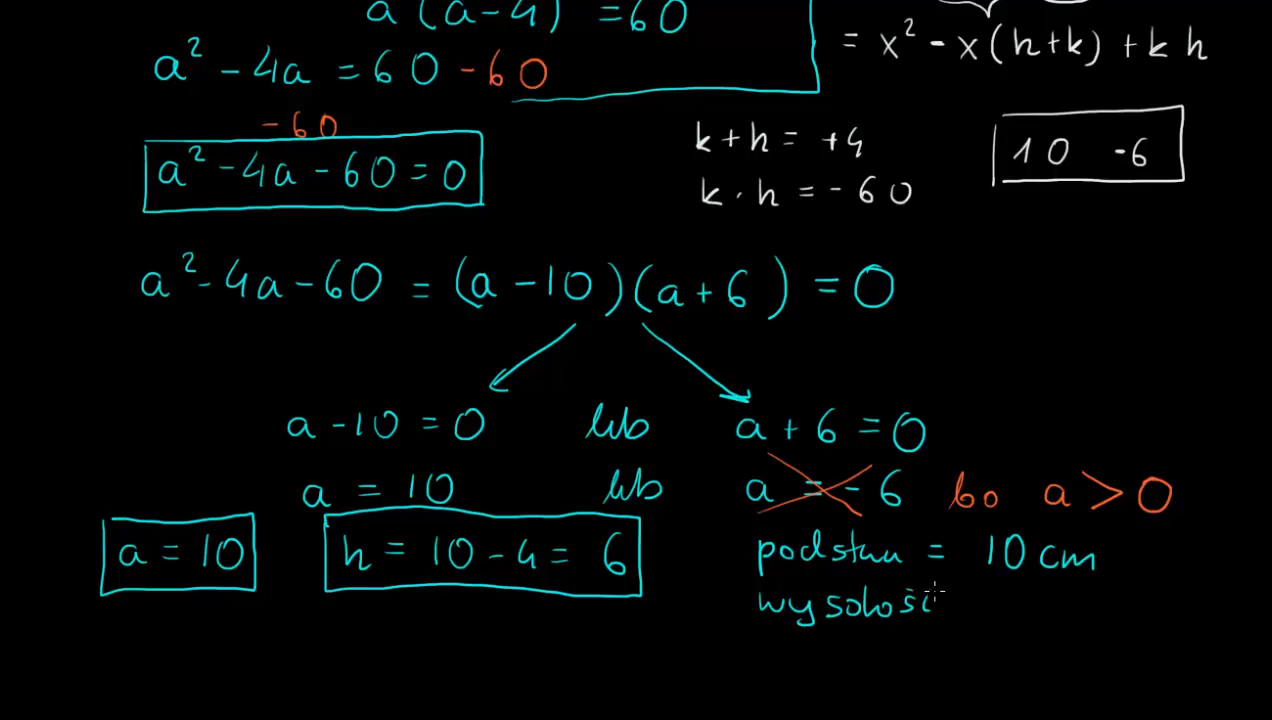 a (a-4) = 60
= x² - x(h+k) + k h
a² - 4a = 60 - 60
- 60
a² - 4a - 60 = 0
k + h = +4
k · h = - 60
10 -6
a² - 4a - 60 = (a - 10)(a + 6) = 0
a - 10 = 0 lub a + 6 = 0
a = 10 lub a = - 6 bo a > 0
a = 10 h = 10 - 4 = 6 = 10 cm